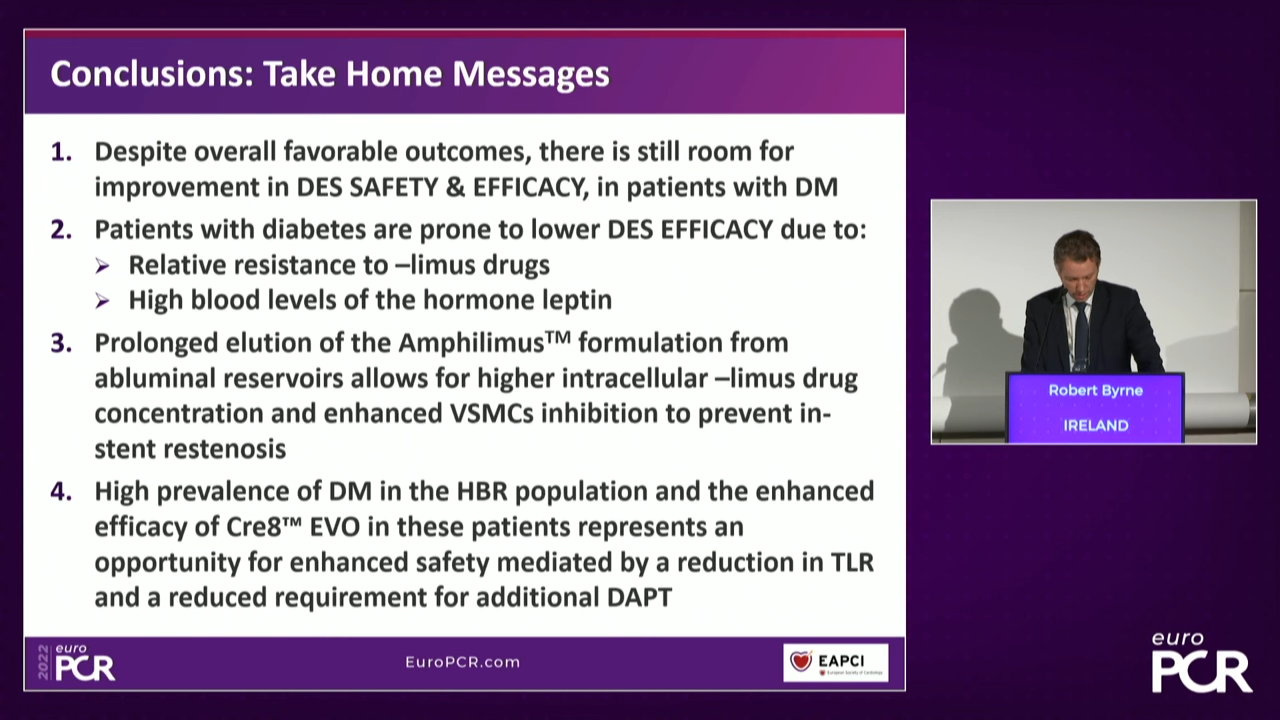 Conclusions: Take Home Messages
1. Despite overall favorable outcomes, there is still room for
improvement in DES SAFETY & EFFICACY, in patients with DM
2. Patients with diabetes are prone to lower DES EFFICACY due to:
➢ Relative resistance to –limus drugs
➢ High blood levels of the hormone leptin
3. Prolonged elution of the Amphilimus™ formulation from
abluminal reservoirs allows for higher intracellular –limus drug
concentration and enhanced VSMCs inhibition to prevent in-
stent restenosis
4. High prevalence of DM in the HBR population and the enhanced
efficacy of Cre8™ EVO in these patients represents an
opportunity for enhanced safety mediated by a reduction in TLR
and a reduced requirement for additional DAPT
2022 euro
PCR
EuroPCR.com
EAPCI
European Society of Cardiology
Robert Byrne
IRELAND
euro
PCR